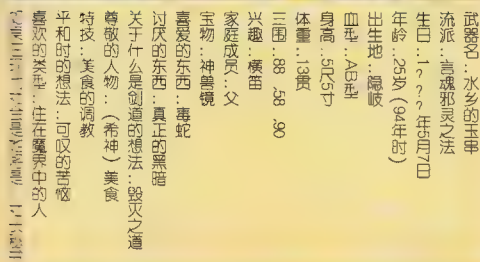 武器名：水乡的玉串
流派：言魂邪灵之法
生日：1？？？年5月7日
年龄：25岁（94年时）
出生地：隐岐
血型：AB型
身高：5尺5寸
体重：13贯
三围：88 .58 .90
兴趣：横笛
家庭成员：父
宝物：神兽镜
喜爱的东西：毒蛇
讨厌的东西：真正的黑暗
关于什么是剑道的想法：毁灭之道
尊敬的人物：（希神）美食
特技：美食的调教
平和时的想法：可叹的苦恼
喜欢的类型：住在魔界中的人